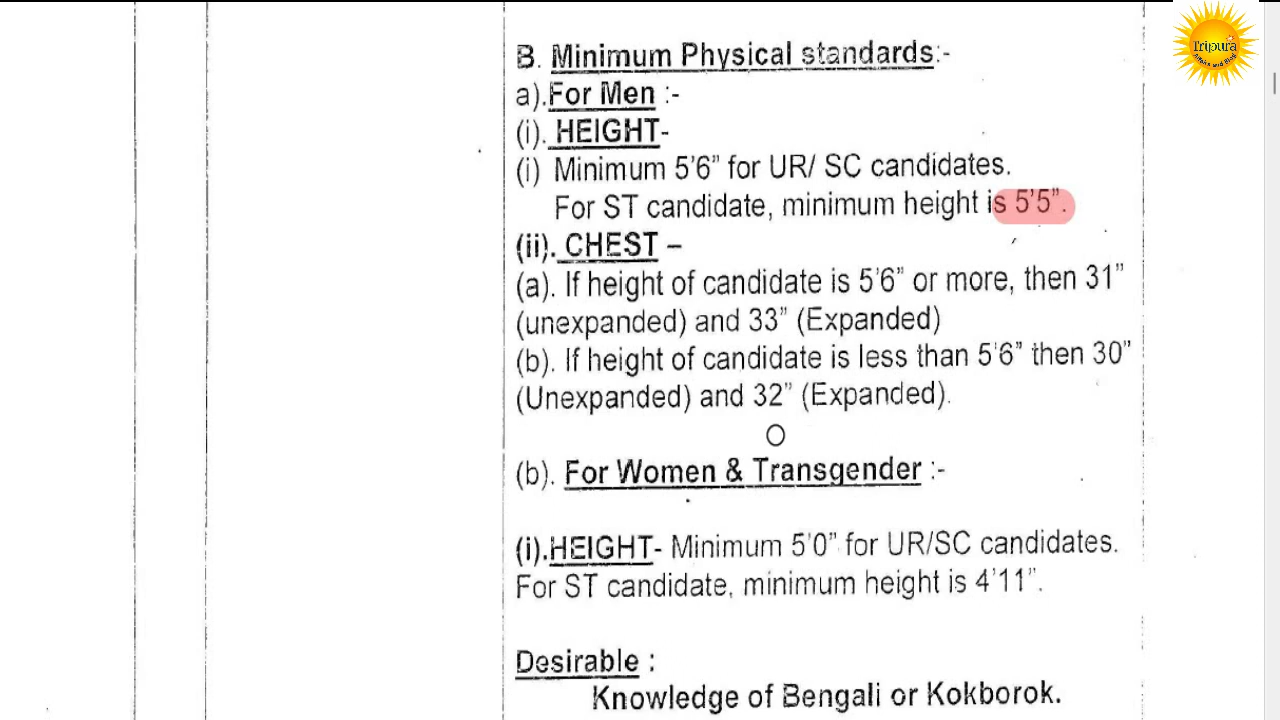 Tripura
B. Minimum Physical standards:-
a).For Men :-
(i). HEIGHT-
(i) Minimum 5'6" for UR/ SC candidates.
For ST candidate, minimum height is 5'5".
(ii). CHEST –
(a). If height of candidate is 5'6" or more, then 31"
(unexpanded) and 33" (Expanded)
(b). If height of candidate is less than 5'6" then 30"
(Unexpanded) and 32" (Expanded).
O
(b). For Women & Transgender :-
(i).HEIGHT- Minimum 5'0" for UR/SC candidates.
For ST candidate, minimum height is 4'11".
Desirable :
Knowledge of Bengali or Kokborok.